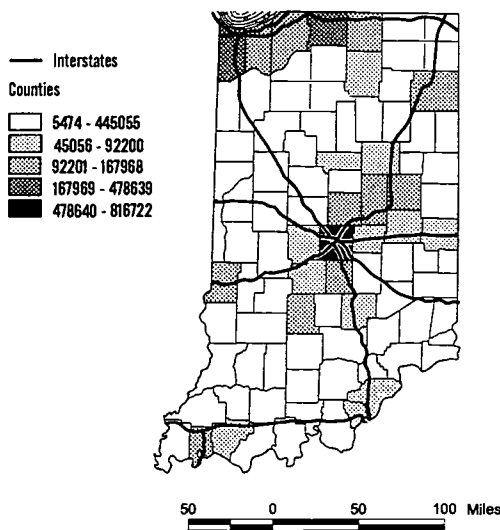 Interstates
Counties
5474 - 445055
45056 - 92200
92201 - 167968
167969 - 478639
478640 - 816722
50 0 50 100 Miles